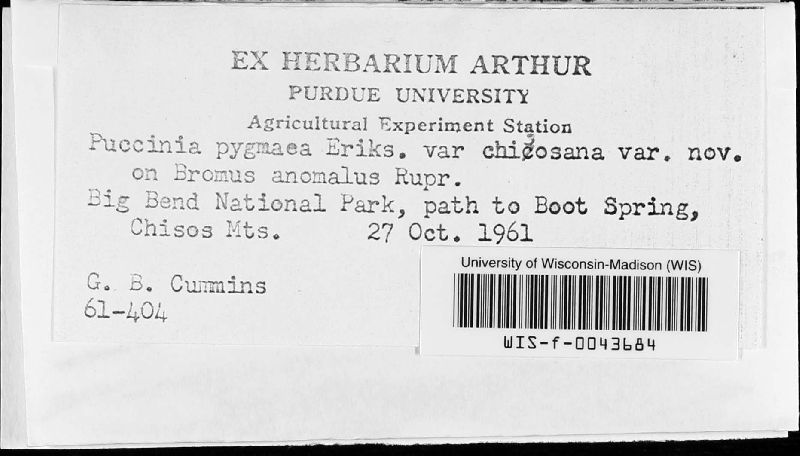 EX HERBARIUM ARTHUR
PURDUE UNIVERSITY
Agricultural Experiment Station
Puccinia pygmaea Eriks. var chisosana var. nov.
on Bromus anomalus Rupr.
Big Bend National Park, path to Boot Spring,
Chisos Mts. 27 Oct. 1961
G. B. Cummins
61-404
University of Wisconsin-Madison (WIS)
WIS-f-0043684